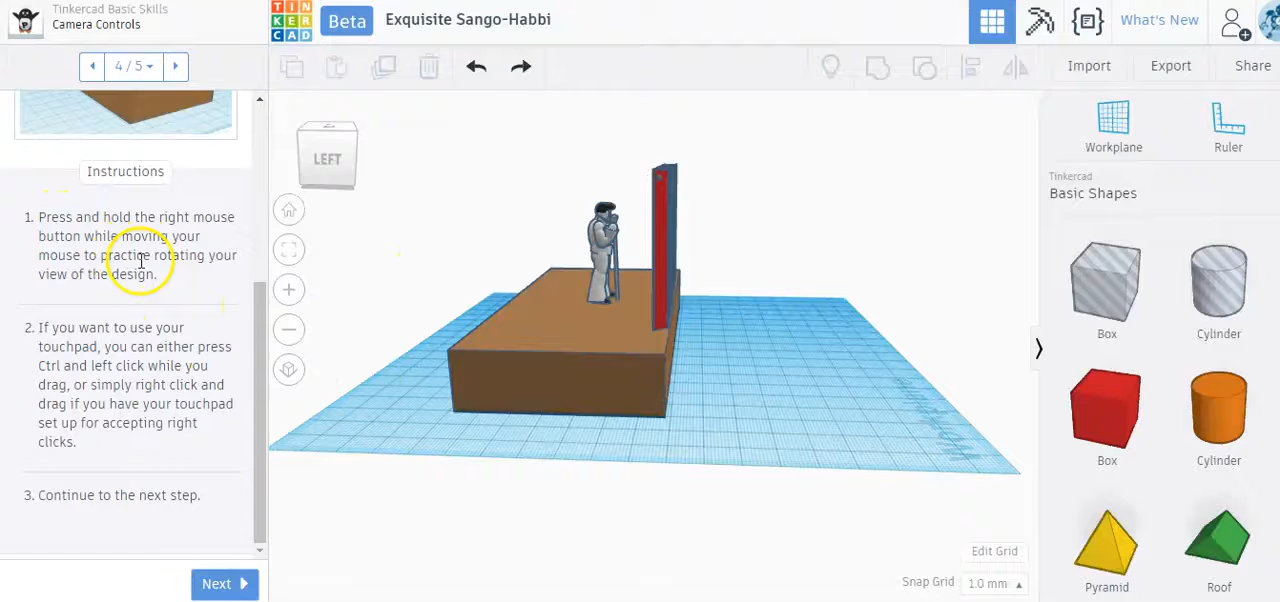 Tinkercad Basic Skills
Camera Controls
TIN
KER
CAD
Beta
Exquisite Sango-Habbi
What's New
4 / 5
Import
Export
Share
Instructions
1. Press and hold the right mouse
button while moving your
mouse to practice rotating your
view of the design.
2. If you want to use your
touchpad, you can either press
Ctrl and left click while you
drag, or simply right click and
drag if you have your touchpad
set up for accepting right
clicks.
3. Continue to the next step.
Next
LEFT
Edit Grid
Snap Grid 1.0 mm
Workplane
Ruler
Tinkercad
Basic Shapes
Box
Cylinder
Box
Cylinder
Pyramid
Roof